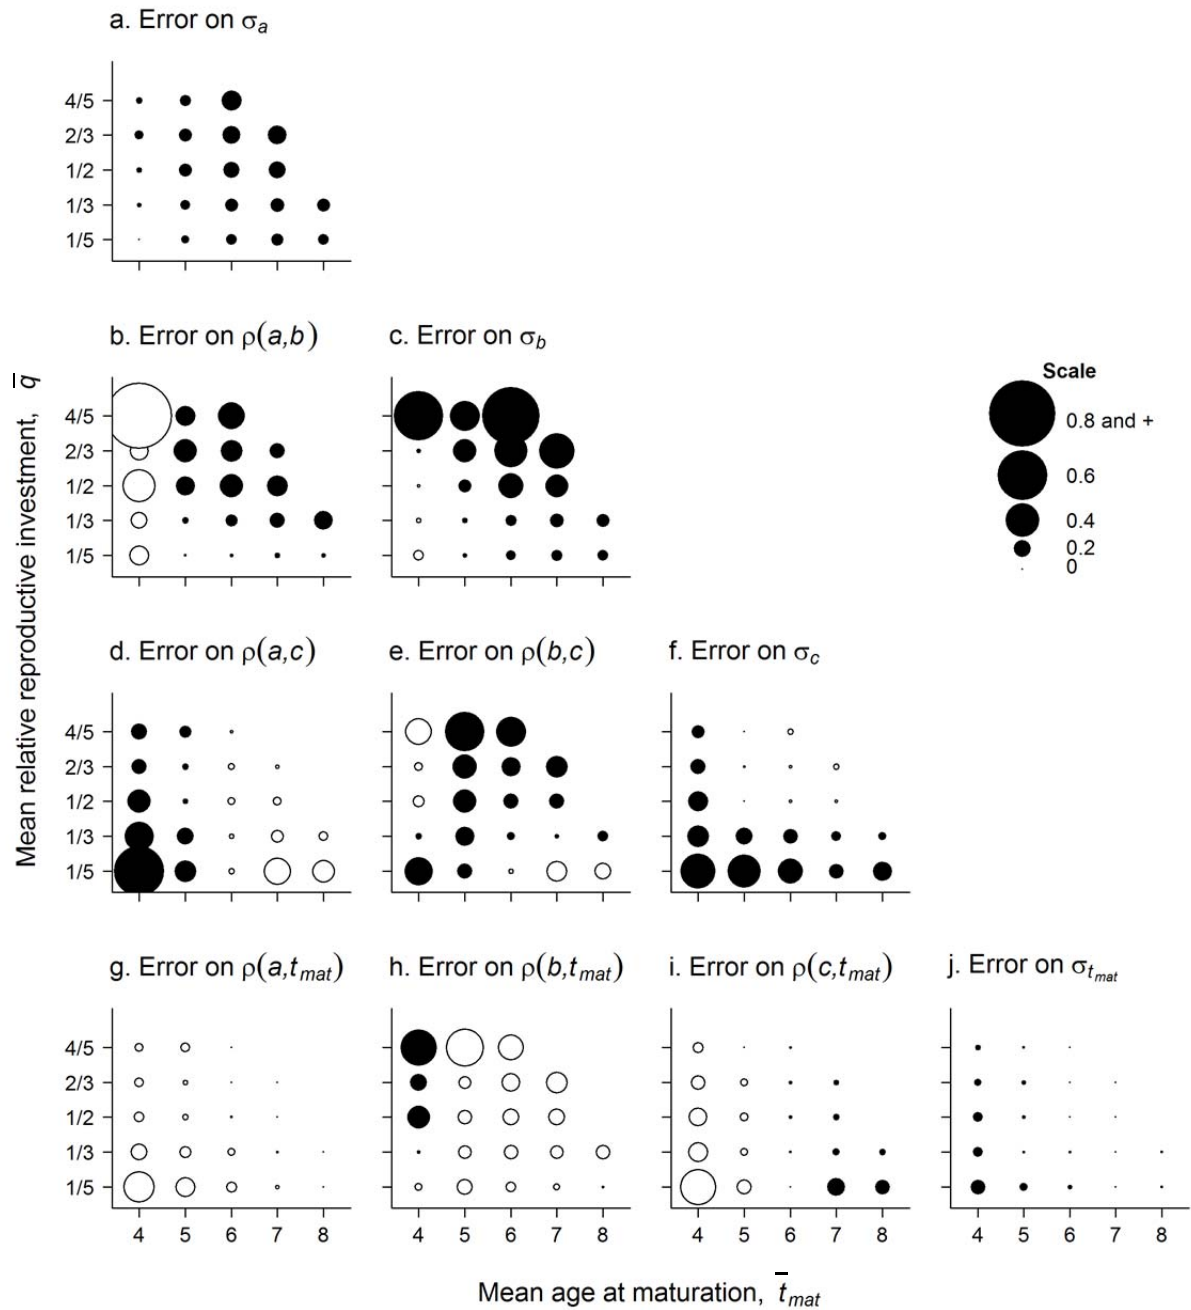 a. Error on σa
4/5
2/3
1/2
1/3
1/5
b. Error on ρ(a,b)
c. Error on σb
4/5
2/3
1/2
1/3
1/5
Scale
0.8 and +
0.6
0.4
0.2
0
Mean relative reproductive investment, q̅
d. Error on ρ(a,c)
e. Error on ρ(b,c)
f. Error on σc
4/5
2/3
1/2
1/3
1/5
g. Error on ρ(a,tmat)
h. Error on ρ(b,tmat)
i. Error on ρ(c,tmat)
j. Error on σtmat
4/5
2/3
1/2
1/3
1/5
4 5 6 7 8
4 5 6 7 8
4 5 6 7 8
4 5 6 7 8
Mean age at maturation, t̅mat